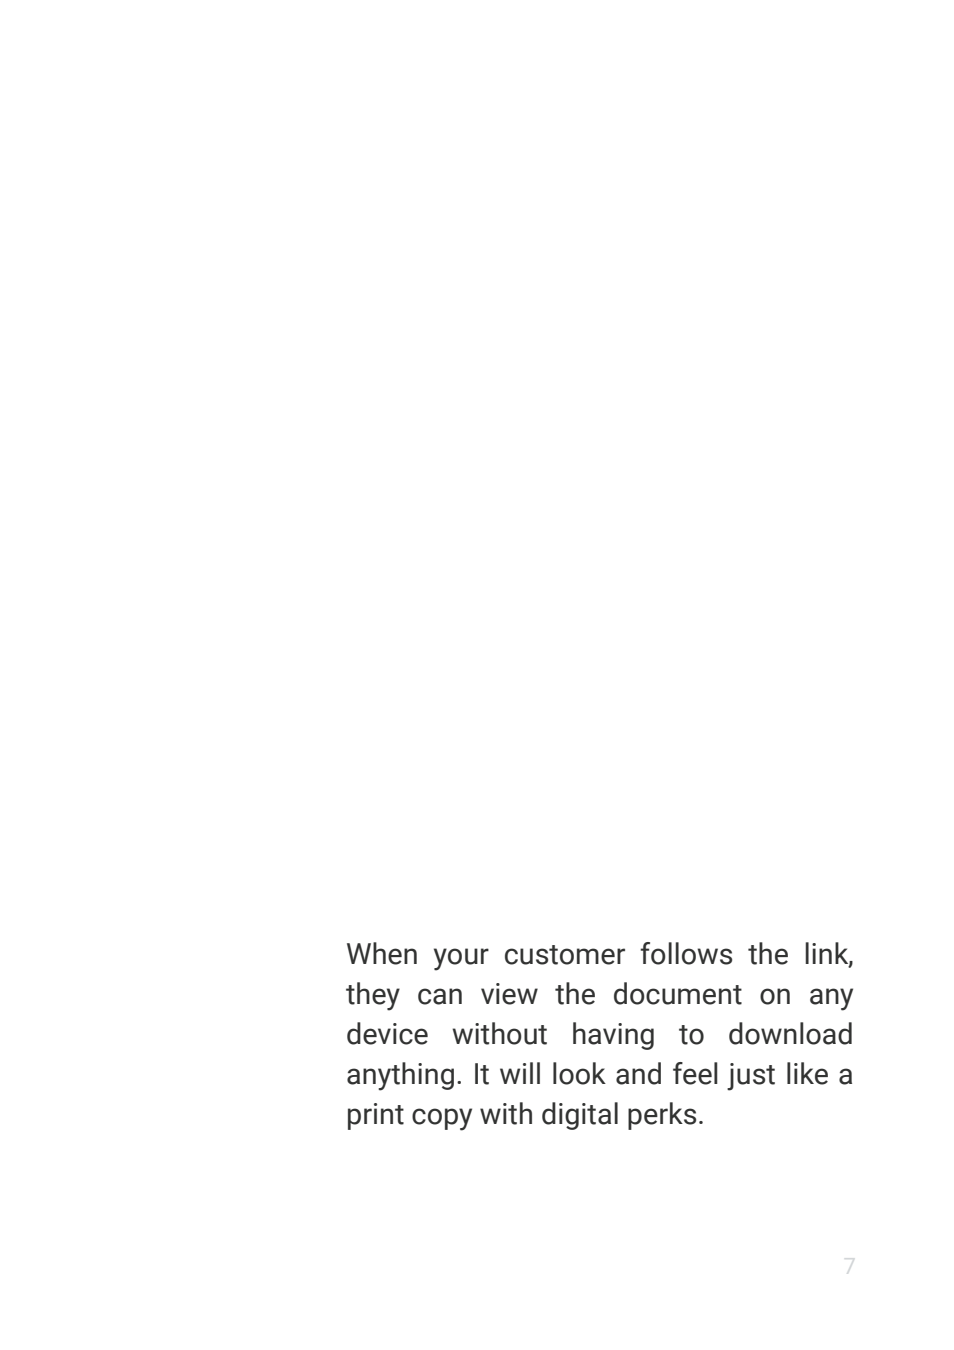 When your customer follows the link,
they can view the document on any
device without having to download
anything. It will look and feel just like a
print copy with digital perks.
7